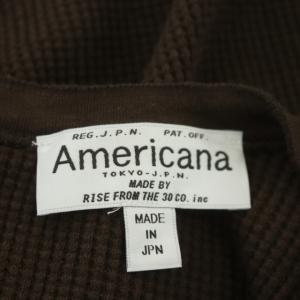 REG. J.P.N. PAT. OFF.
Americana
TOKYO-J.P.N.
MADE BY
RISE FROM THE 30 CO. inc
MADE
IN
JPN